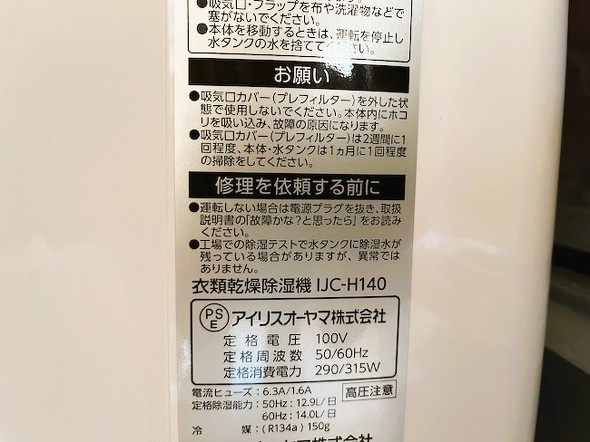 ●吸気口・フラップを布や洗濯物などで
塞がないでください。
●本体を移動するときは、運転を停止し
水タンクの水を捨ててください。
お願い
●吸気口カバー(プレフィルター)を外した状
態で使用しないでください。本体内にホコ
リを吸い込み、故障の原因になります。
●吸気口カバー(プレフィルター)は2週間に1
回程度、本体・水タンクは1ヵ月に1回程度
の掃除をしてください。
修理を依頼する前に
●運転しない場合は電源プラグを抜き、取扱
説明書の「故障かな?と思ったら」をお読み
ください。
●工場での除湿テストで水タンクに除湿水が
残っている場合がありますが、異常では
ありません。
衣類乾燥除湿機 IJC-H140
PS
E
アイリスオーヤマ株式会社
定格電圧 100V
定格周波数 50/60Hz
定格消費電力 290/315W
電流ヒューズ:6.3A/1.6A 高圧注意
定格除湿能力:50Hz:12.9L/日
60Hz:14.0L/日
冷 媒:(R134a)150g
アイリスオーヤマ株式会社